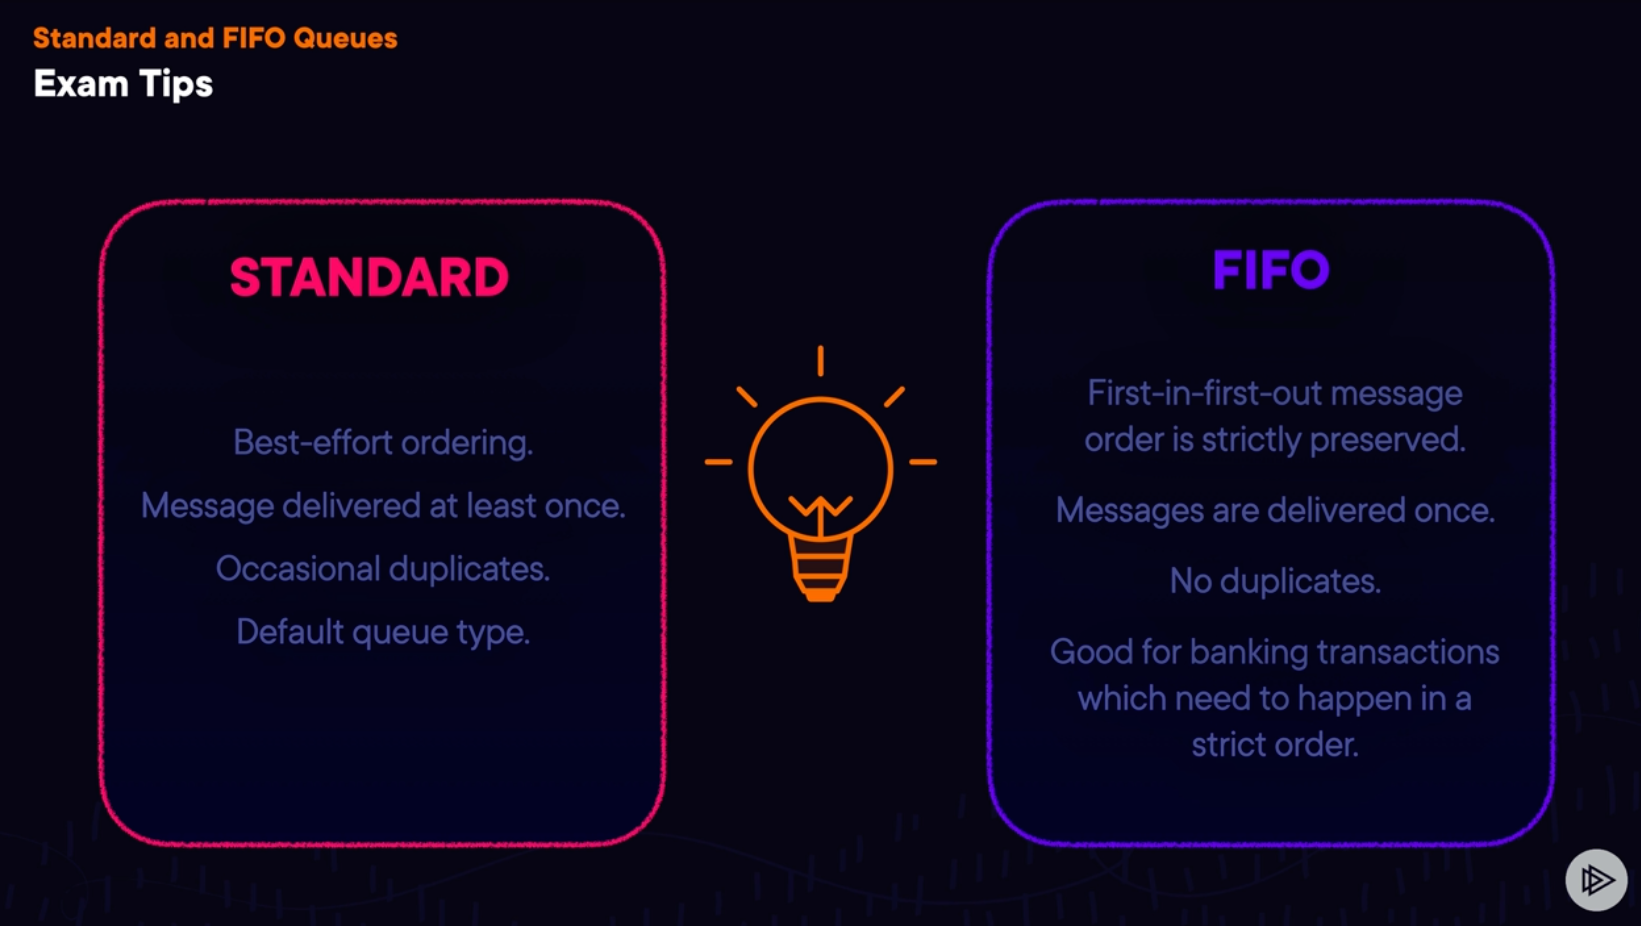 Standard and FIFO Queues
Exam Tips
STANDARD
Best-effort ordering.
Message delivered at least once.
Occasional duplicates.
Default queue type.
FIFO
First-in-first-out message
order is strictly preserved.
Messages are delivered once.
No duplicates.
Good for banking transactions
which need to happen in a
strict order.